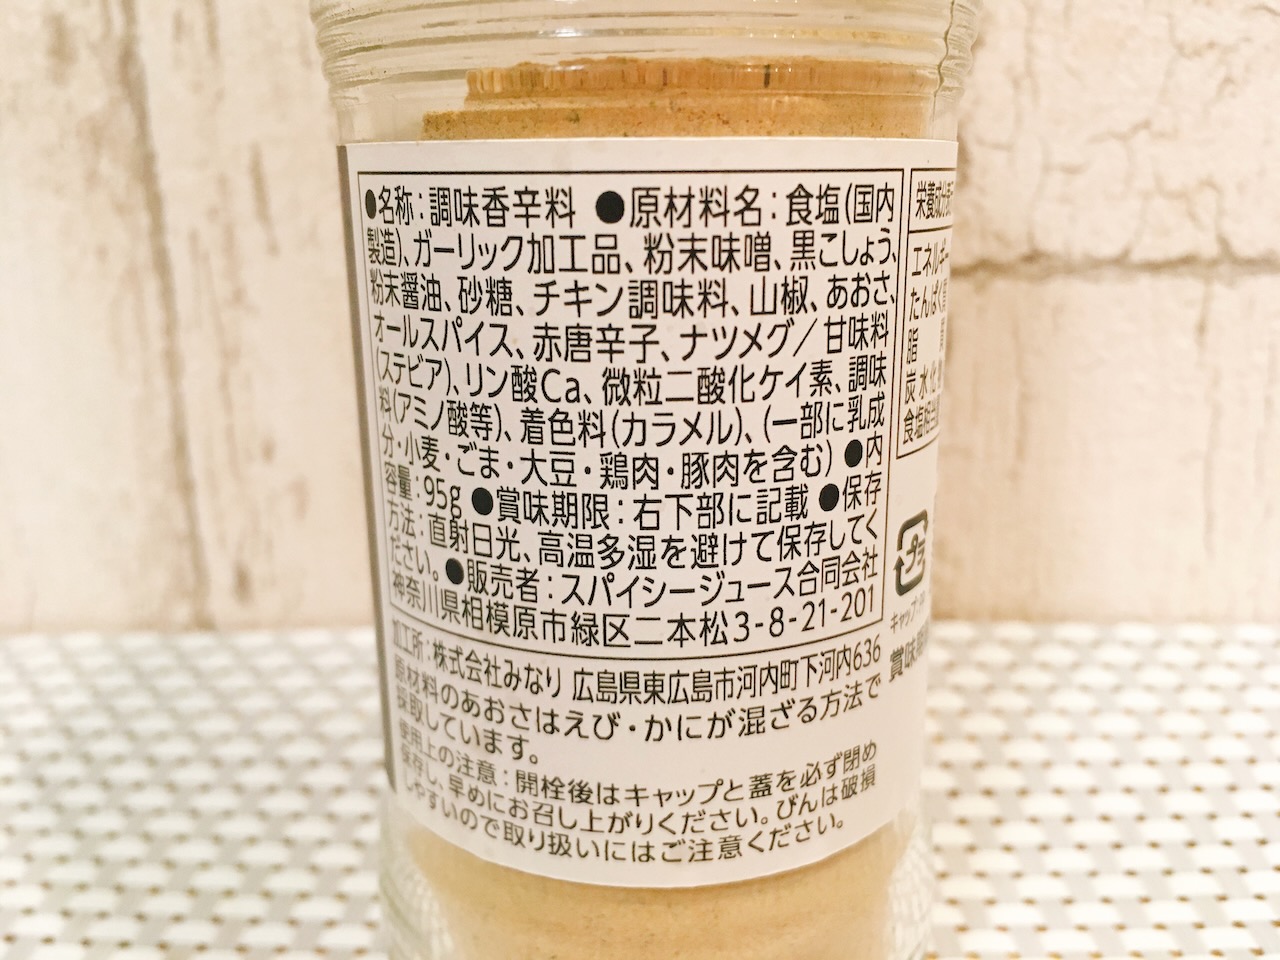 ●名称：調味香辛料 ●原材料名：食塩（国内
製造）、ガーリック加工品、粉末味噌、黒こしょう、
粉末醤油、砂糖、チキン調味料、山椒、あおさ、
オールスパイス、赤唐辛子、ナツメグ／甘味料
（ステビア）、リン酸Ca、微粒二酸化ケイ素、調味
料（アミノ酸等）、着色料（カラメル）、（一部に乳成
分・小麦・ごま・大豆・鶏肉・豚肉を含む） ●内
容量：95g ●賞味期限：右下部に記載 ●保存
方法：直射日光、高温多湿を避けて保存してく
ださい。 ●販売者：スパイシージュース合同会社
神奈川県相模原市緑区二本松3-8-21-201
加工所：株式会社みなり 広島県東広島市河内町下河内636
原材料のあおさはえび・かにが混ざる方法で
採取しています。
使用上の注意：開栓後はキャップと蓋を必ず閉め
保存し、早めにお召し上がりください。びんは破損
しやすいので取り扱いにはご注意ください。
栄養成分表示
エネルギー
たんぱく質
脂質
炭水化物
食塩相当量
プラ
キャップ
賞味期限